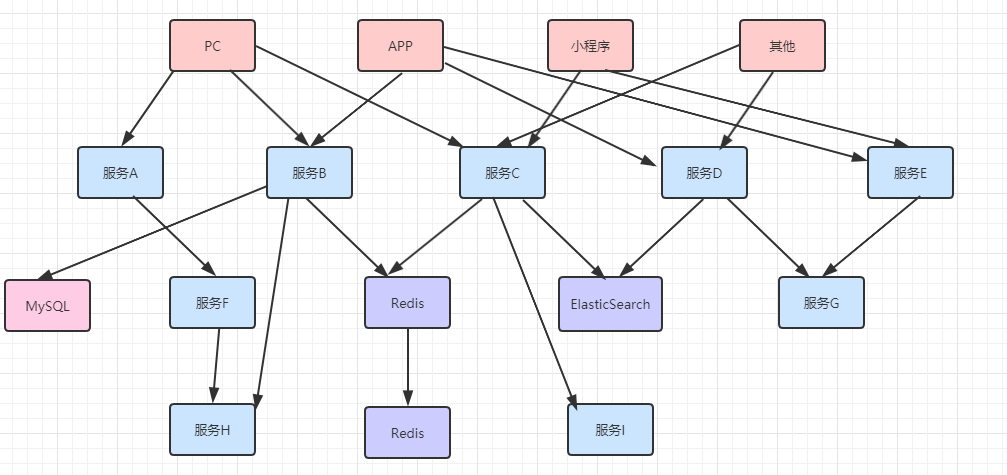 PC
APP
小程序
其他
服务A
服务B
服务C
服务D
服务E
MySQL
服务F
Redis
ElasticSearch
服务G
服务H
Redis
服务I